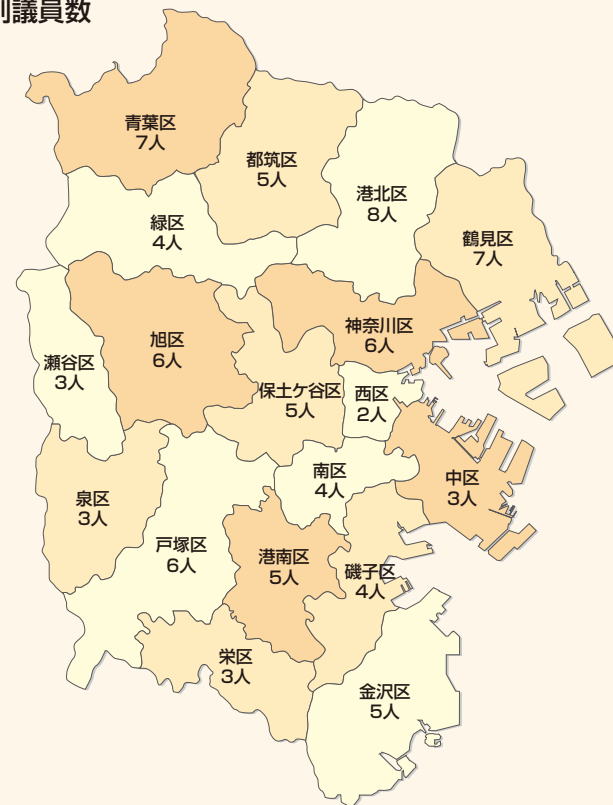 別議員数
青葉区
7人
都筑区
5人
港北区
8人
鶴見区
7人
緑区
4人
神奈川区
6人
旭区
6人
瀬谷区
3人
保土ケ谷区
5人
西区
2人
南区
4人
中区
3人
泉区
3人
戸塚区
6人
港南区
5人
磯子区
4人
栄区
3人
金沢区
5人